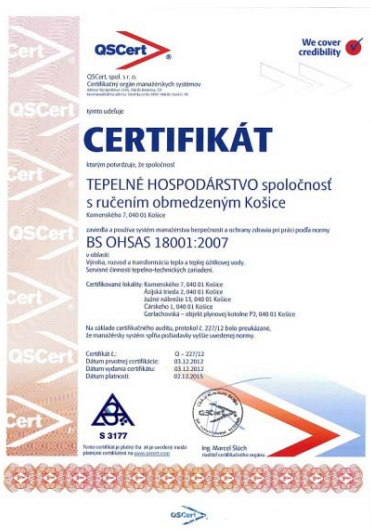 QSCert
We cover
credibility
QSCert, spol. s r. o.
Certifikačný orgán manažérskych systémov
týmto udeľuje
CERTIFIKÁT
ktorým potvrdzuje, že spoločnosť
TEPELNÉ HOSPODÁRSTVO spoločnosť
s ručením obmedzeným Košice
Komenského 7, 040 01 Košice
zaviedla a používa systém manažérstva bezpečnosti a ochrany zdravia pri práci podľa normy
BS OHSAS 18001:2007
v oblasti:
Výroba, rozvod a transformácia tepla a teplej úžitkovej vody.
Servisné činnosti tepelno-technických zariadení.
Certifikované lokality: Komenského 7, 040 01 Košice
Ázijská trieda 2, 040 01 Košice
Južné nábrežie 13, 040 01 Košice
Čárskeho 1, 040 01 Košice
Gerlachovská – objekt plynovej kotolne P2, 040 01 Košice
Na základe certifikačného auditu, protokol č. 227/12 bolo preukázané,
že manažérsky systém spĺňa požiadavky vyššie uvedenej normy.
Certifikát č.: O – 227/12
Dátum prvotnej certifikácie: 03.12.2012
Dátum vydania certifikátu: 03.12.2012
Dátum platnosti: 02.12.2015
S 3177
Ing. Marcel Šlúch
riaditeľ certifikačného orgánu
QSCert